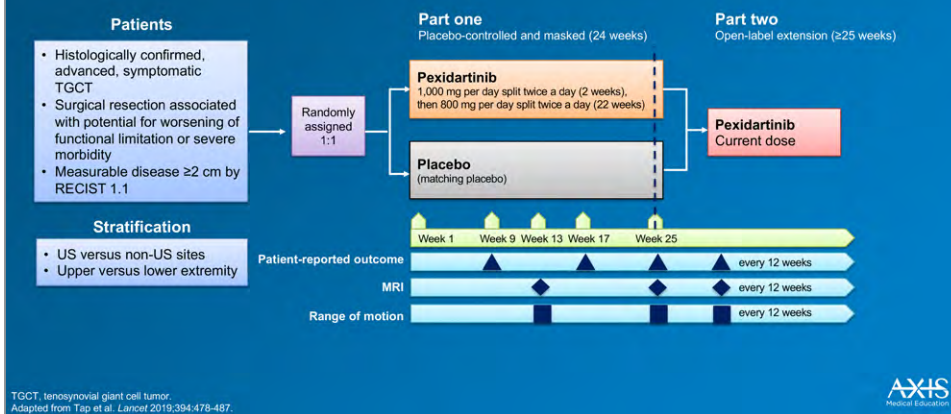 Patients
• Histologically confirmed,
advanced, symptomatic
TGCT
• Surgical resection associated
with potential for worsening of
functional limitation or severe
morbidity
• Measurable disease ≥2 cm by
RECIST 1.1
Stratification
• US versus non-US sites
• Upper versus lower extremity
Randomly
assigned
1:1
Part one
Placebo-controlled and masked (24 weeks)
Pexidartinib
1,000 mg per day split twice a day (2 weeks),
then 800 mg per day split twice a day (22 weeks)
Placebo
(matching placebo)
Part two
Open-label extension (≥25 weeks)
Pexidartinib
Current dose
Week 1 Week 9 Week 13 Week 17 Week 25
Patient-reported outcome every 12 weeks
MRI every 12 weeks
Range of motion every 12 weeks
TGCT, tenosynovial giant cell tumor.
Adapted from Tap et al. Lancet 2019;394:478-487.
AXIS
Medical Education